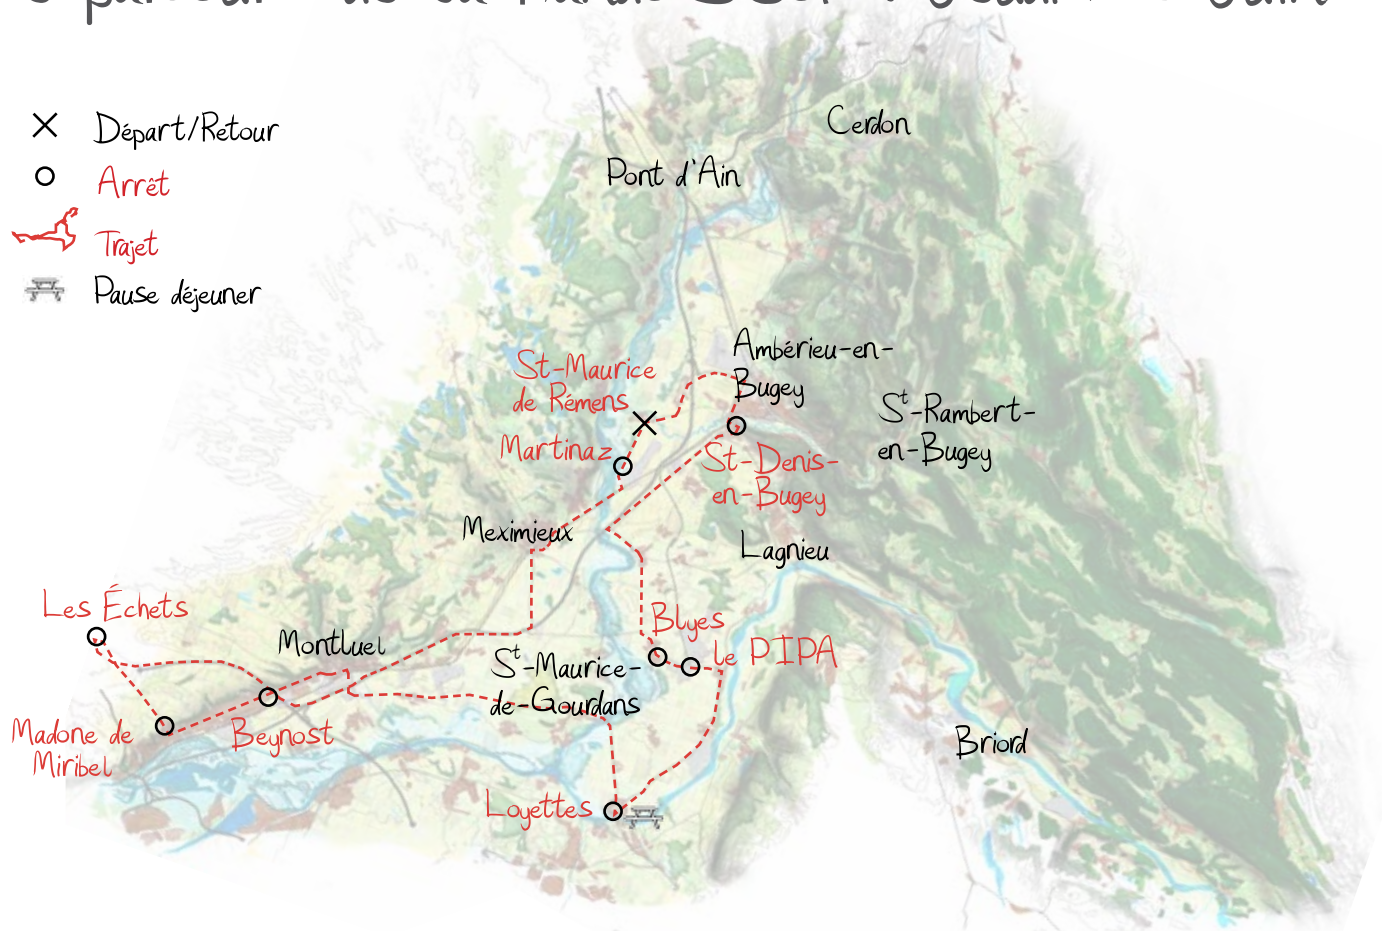 Départ/Retour
Arrêt
Trajet
Pause déjeuner
Cerdon
Pont d'Ain
Ambérieu-en-
Bugey
St-Maurice
de Rémens
St-Rambert-
en-Bugey
Martinaz
St-Denis-
en-Bugey
Meximieux
Lagnieu
Les Échets
Blyes
Montluel
le PIPA
St-Maurice-
de-Gourdans
Madone de
Miribel
Beynost
Briord
Loyettes